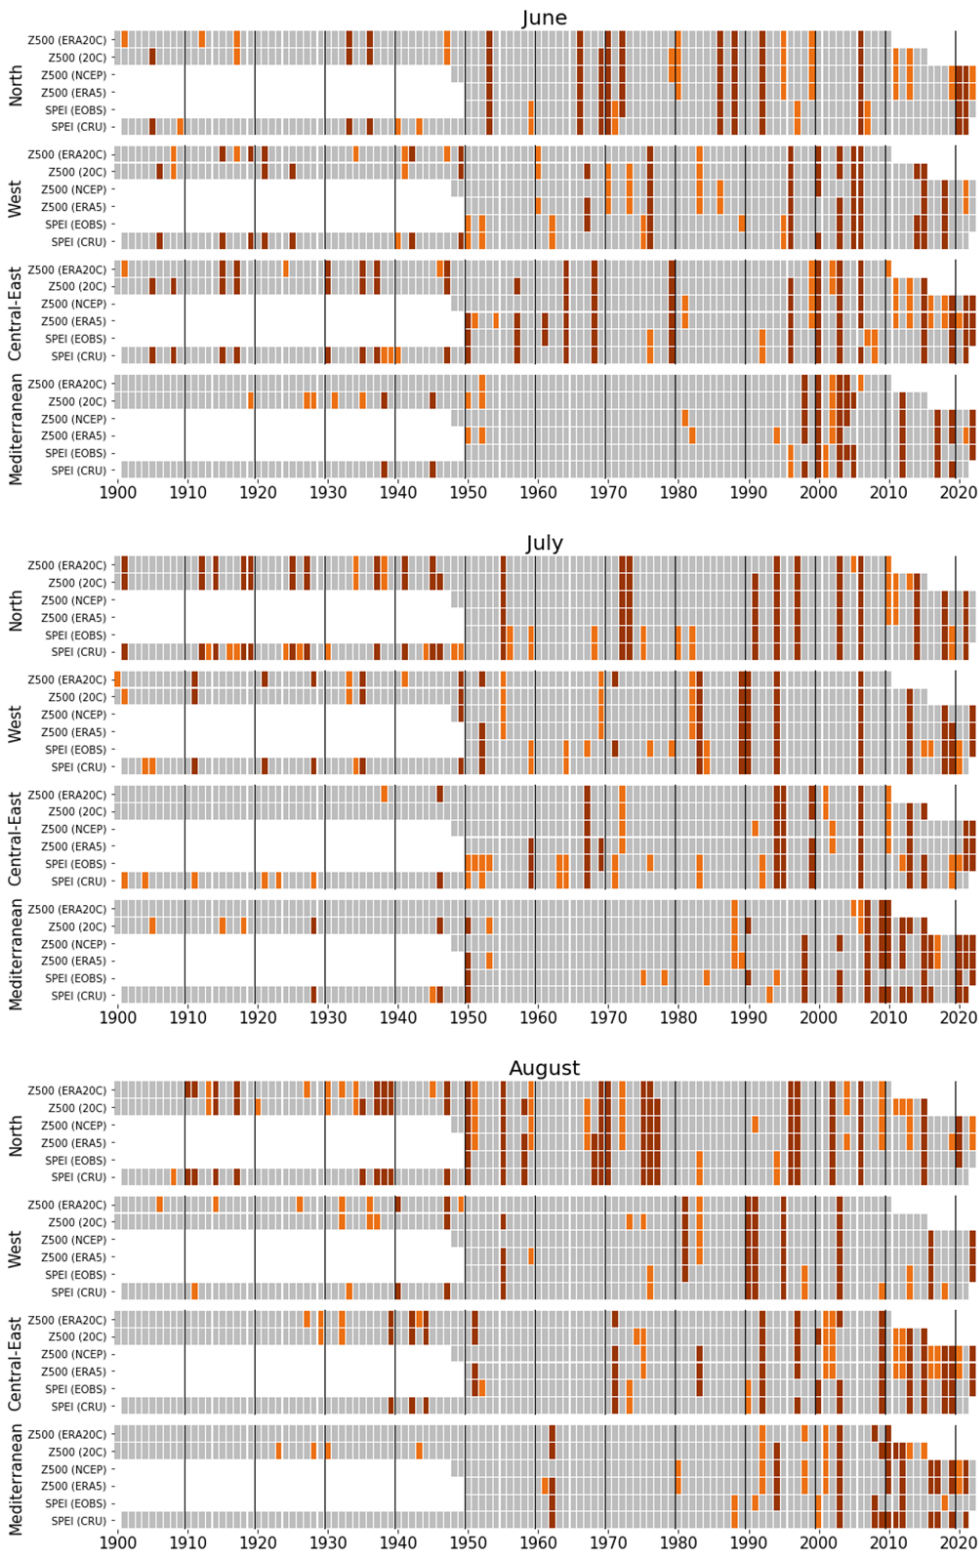 June
North
Z500 (ERA20C)
Z500 (20C)
Z500 (NCEP)
Z500 (ERA5)
SPEI (EOBS)
SPEI (CRU)
West
Z500 (ERA20C)
Z500 (20C)
Z500 (NCEP)
Z500 (ERA5)
SPEI (EOBS)
SPEI (CRU)
Central-East
Z500 (ERA20C)
Z500 (20C)
Z500 (NCEP)
Z500 (ERA5)
SPEI (EOBS)
SPEI (CRU)
Mediterranean
Z500 (ERA20C)
Z500 (20C)
Z500 (NCEP)
Z500 (ERA5)
SPEI (EOBS)
SPEI (CRU)
1900 1910 1920 1930 1940 1950 1960 1970 1980 1990 2000 2010 2020
July
North
Z500 (ERA20C)
Z500 (20C)
Z500 (NCEP)
Z500 (ERA5)
SPEI (EOBS)
SPEI (CRU)
West
Z500 (ERA20C)
Z500 (20C)
Z500 (NCEP)
Z500 (ERA5)
SPEI (EOBS)
SPEI (CRU)
Central-East
Z500 (ERA20C)
Z500 (20C)
Z500 (NCEP)
Z500 (ERA5)
SPEI (EOBS)
SPEI (CRU)
Mediterranean
Z500 (ERA20C)
Z500 (20C)
Z500 (NCEP)
Z500 (ERA5)
SPEI (EOBS)
SPEI (CRU)
1900 1910 1920 1930 1940 1950 1960 1970 1980 1990 2000 2010 2020
August
North
Z500 (ERA20C)
Z500 (20C)
Z500 (NCEP)
Z500 (ERA5)
SPEI (EOBS)
SPEI (CRU)
West
Z500 (ERA20C)
Z500 (20C)
Z500 (NCEP)
Z500 (ERA5)
SPEI (EOBS)
SPEI (CRU)
Central-East
Z500 (ERA20C)
Z500 (20C)
Z500 (NCEP)
Z500 (ERA5)
SPEI (EOBS)
SPEI (CRU)
Mediterranean
Z500 (ERA20C)
Z500 (20C)
Z500 (NCEP)
Z500 (ERA5)
SPEI (EOBS)
SPEI (CRU)
1900 1910 1920 1930 1940 1950 1960 1970 1980 1990 2000 2010 2020